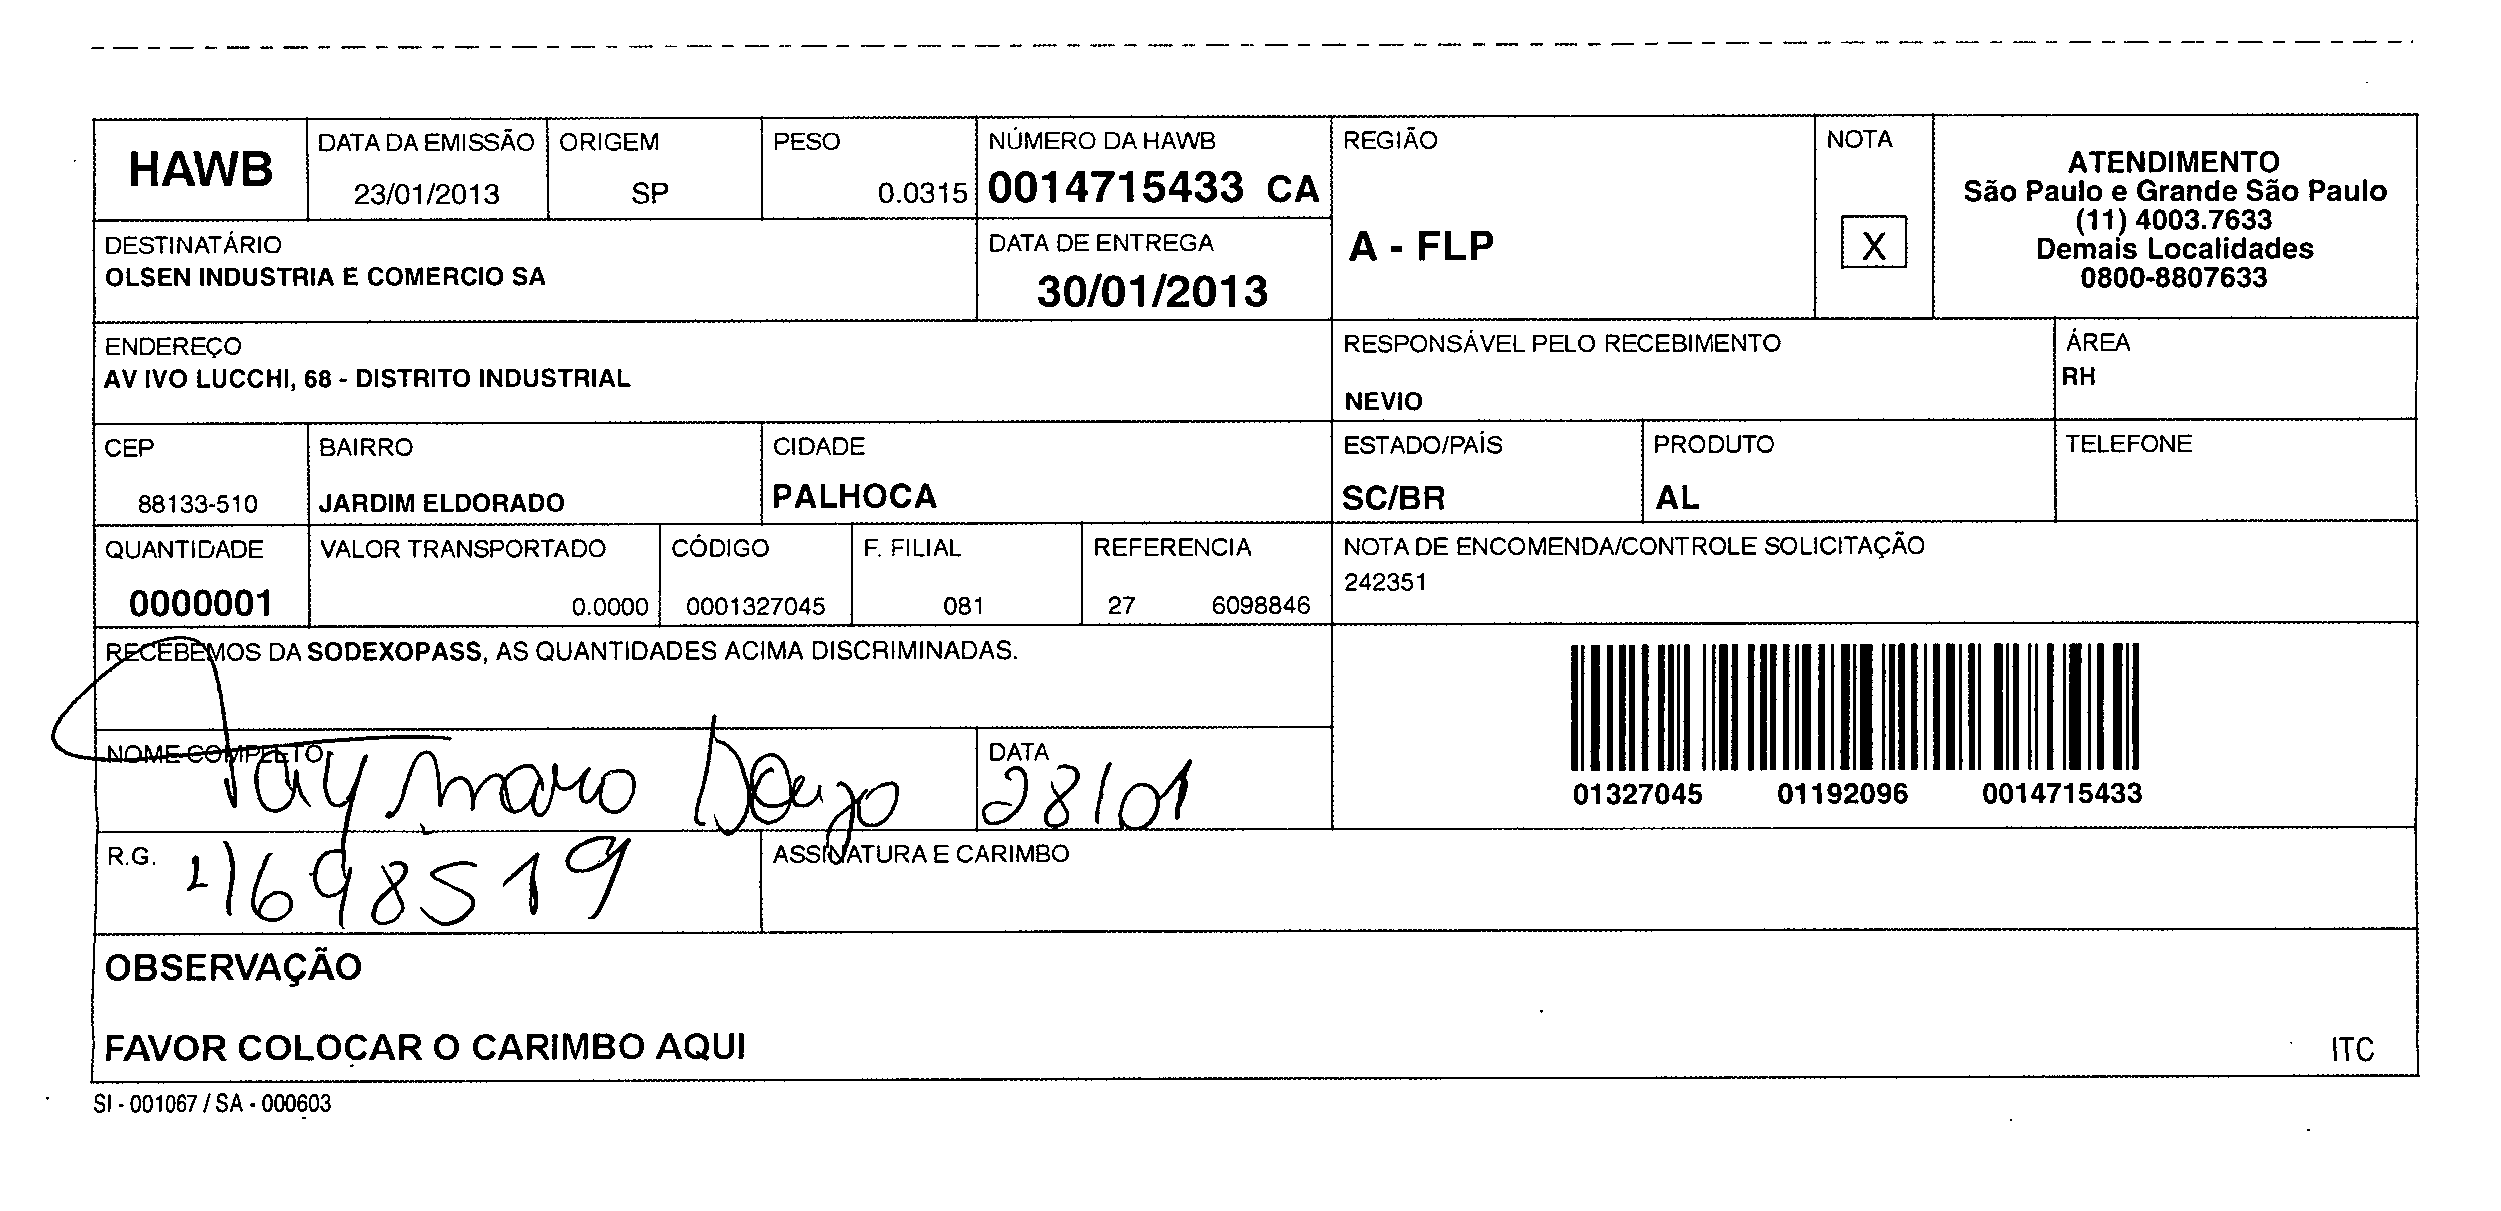 HAWB
DATA DA EMISSÃO
23/01/2013
ORIGEM
SP
PESO
0.0315
NÚMERO DA HAWB
0014715433 CA
REGIÃO
A - FLP
NOTA
X
ATENDIMENTO
São Paulo e Grande São Paulo
(11) 4003.7633
Demais Localidades
0800-8807633
DESTINATÁRIO
OLSEN INDUSTRIA E COMERCIO SA
DATA DE ENTREGA
30/01/2013
ENDEREÇO
AV IVO LUCCHI, 68 - DISTRITO INDUSTRIAL
RESPONSÁVEL PELO RECEBIMENTO
NEVIO
ÁREA
RH
CEP
88133-510
BAIRRO
JARDIM ELDORADO
CIDADE
PALHOCA
ESTADO/PAÍS
SC/BR
PRODUTO
AL
TELEFONE
QUANTIDADE
0000001
VALOR TRANSPORTADO
0.0000
CÓDIGO
0001327045
F. FILIAL
081
REFERENCIA
27 6098846
NOTA DE ENCOMENDA/CONTROLE SOLICITAÇÃO
242351
RECEBEMOS DA SODEXOPASS, AS QUANTIDADES ACIMA DISCRIMINADAS.
01327045 01192096 0014715433
NOME COMPLETO
DATA
28/01
R.G.
4698519
ASSINATURA E CARIMBO
OBSERVAÇÃO
FAVOR COLOCAR O CARIMBO AQUI
ITC
SI - 001067 / SA - 000603